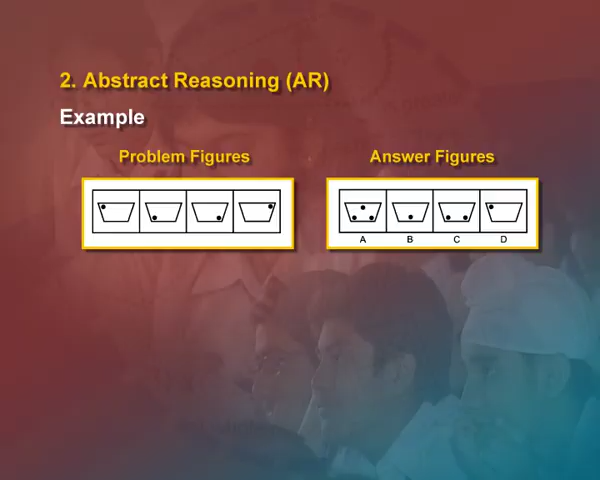 2. Abstract Reasoning (AR)
Example
Problem Figures
Answer Figures
A B C D